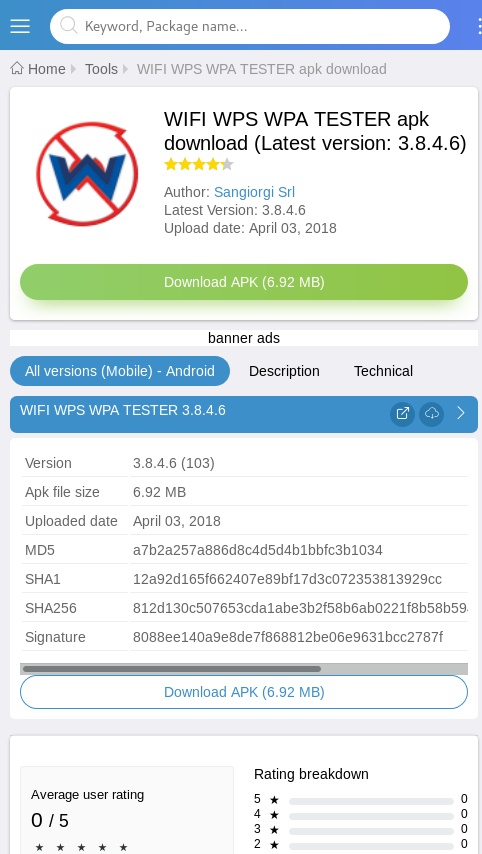 Keyword, Package name...
Home Tools WIFI WPS WPA TESTER apk download
WIFI WPS WPA TESTER apk
download (Latest version: 3.8.4.6)
Author: Sangiorgi Srl
Latest Version: 3.8.4.6
Upload date: April 03, 2018
Download APK (6.92 MB)
banner ads
All versions (Mobile) - Android Description Technical
WIFI WPS WPA TESTER 3.8.4.6
Version 3.8.4.6 (103)
Apk file size 6.92 MB
Uploaded date April 03, 2018
MD5 a7b2a257a886d8c4d5d4b1bbfc3b1034
SHA1 12a92d165f662407e89bf17d3c072353813929cc
SHA256 812d130c507653cda1abe3b2f58b6ab0221f8b58b594
Signature 8088ee140a9e8de7f868812be06e9631bcc2787f
Download APK (6.92 MB)
Average user rating
0 / 5
★ ★ ★ ★ ★
Rating breakdown
5 ★ 0
4 ★ 0
3 ★ 0
2 ★ 0